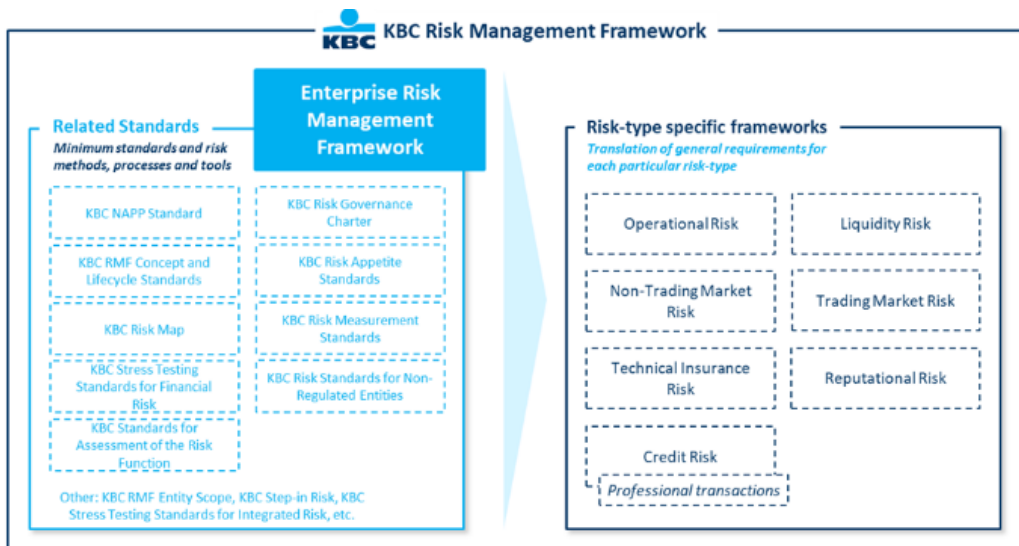 KBC
KBC Risk Management Framework
Enterprise Risk
Management
Framework
Related Standards
Minimum standards and risk
methods, processes and tools
KBC NAPP Standard
KBC Risk Governance
Charter
KBC RMF Concept and
Lifecycle Standards
KBC Risk Appetite
Standards
KBC Risk Map
KBC Risk Measurement
Standards
KBC Stress Testing
Standards for Financial
Risk
KBC Risk Standards for Non-
Regulated Entities
KBC Standards for
Assessment of the Risk
Function
Other: KBC RMF Entity Scope, KBC Step-in Risk, KBC
Stress Testing Standards for Integrated Risk, etc.
Risk-type specific frameworks
Translation of general requirements for
each particular risk-type
Operational Risk
Liquidity Risk
Non-Trading Market
Risk
Trading Market Risk
Technical Insurance
Risk
Reputational Risk
Credit Risk
Professional transactions